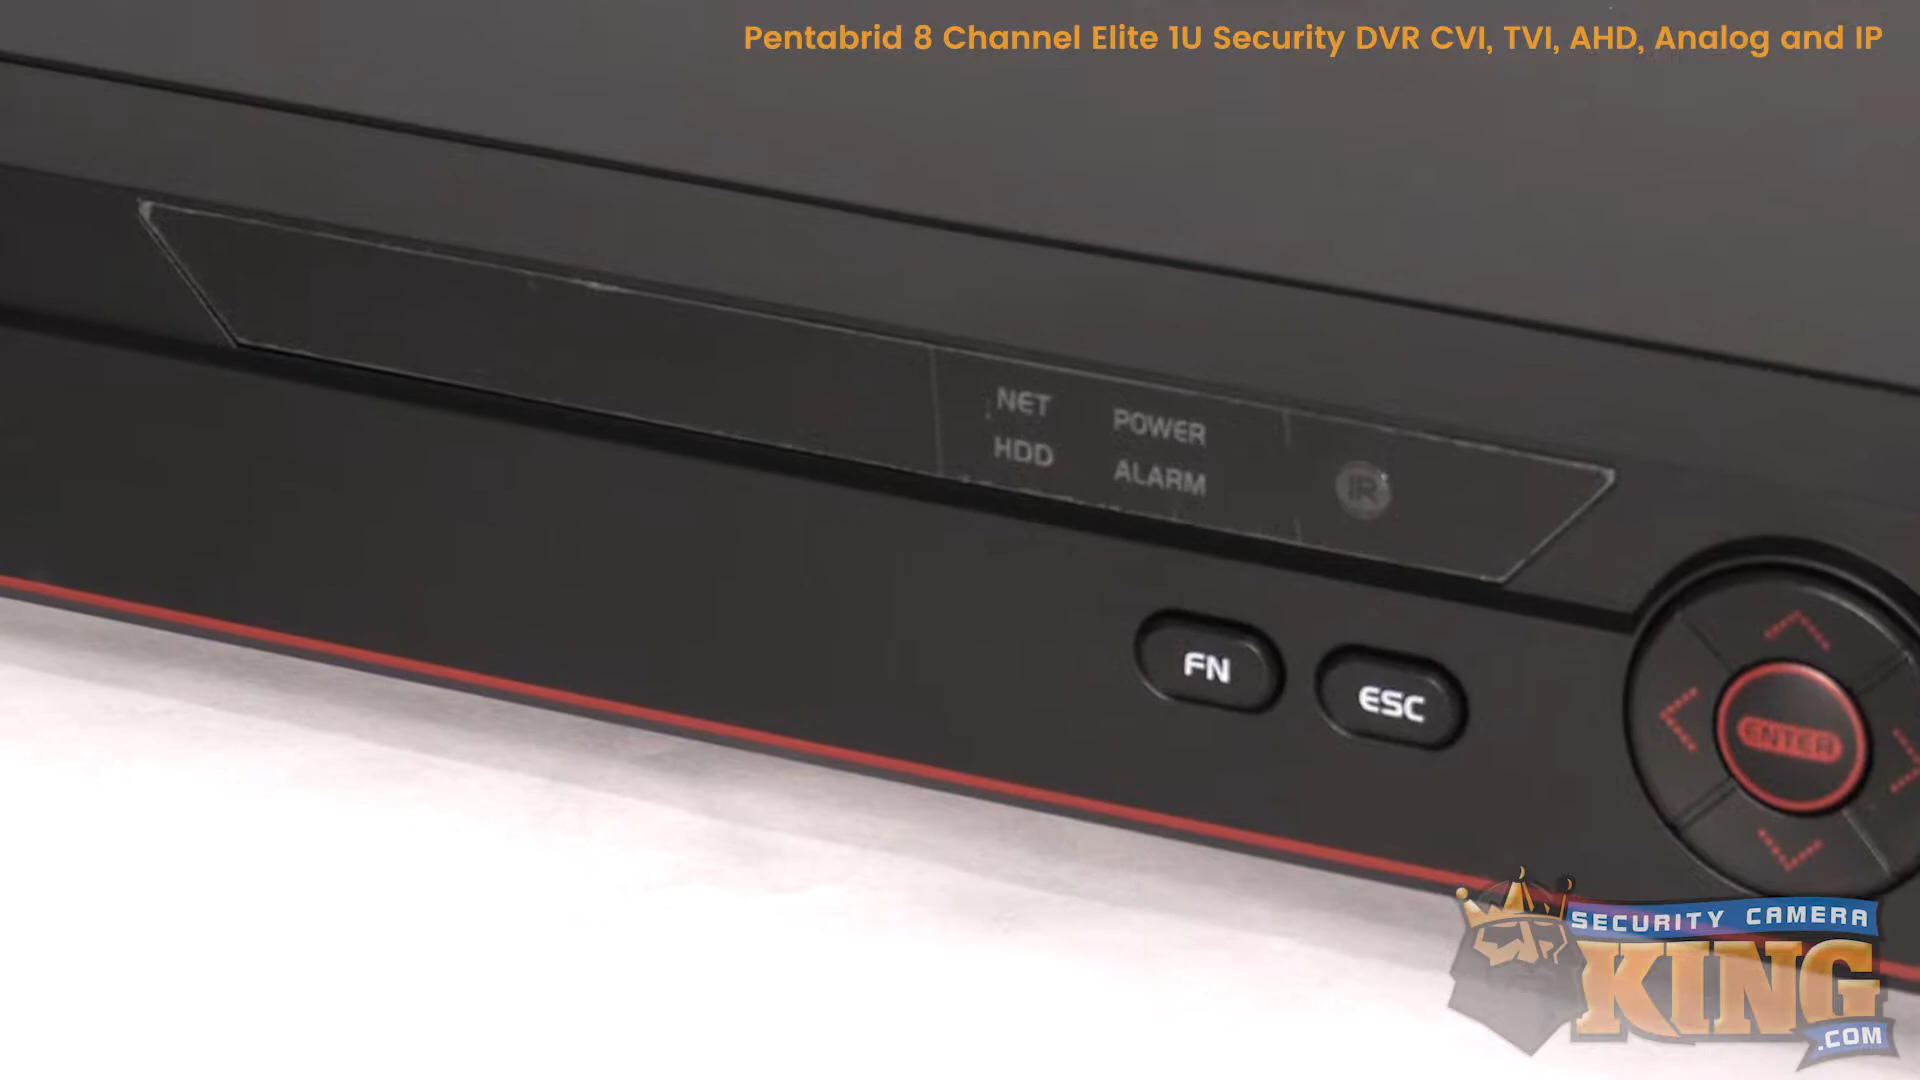 Pentabrid 8 Channel Elite 1U Security DVR CVI, TVI, AHD, Analog and IP
NET POWER
HDD ALARM
IR
FN ESC
ENTER
SECURITY CAMERA
KING
.COM